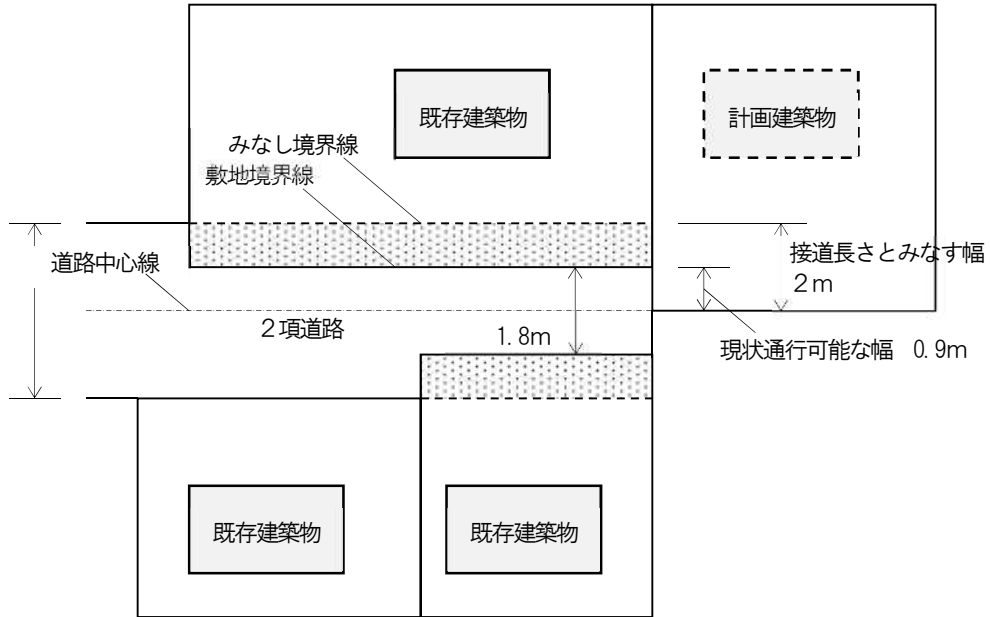 既存建築物
計画建築物
みなし境界線
敷地境界線
道路中心線
接道長さとみなす幅
２ｍ
２項道路
1.8m
現状通行可能な幅　0.9m
既存建築物
既存建築物